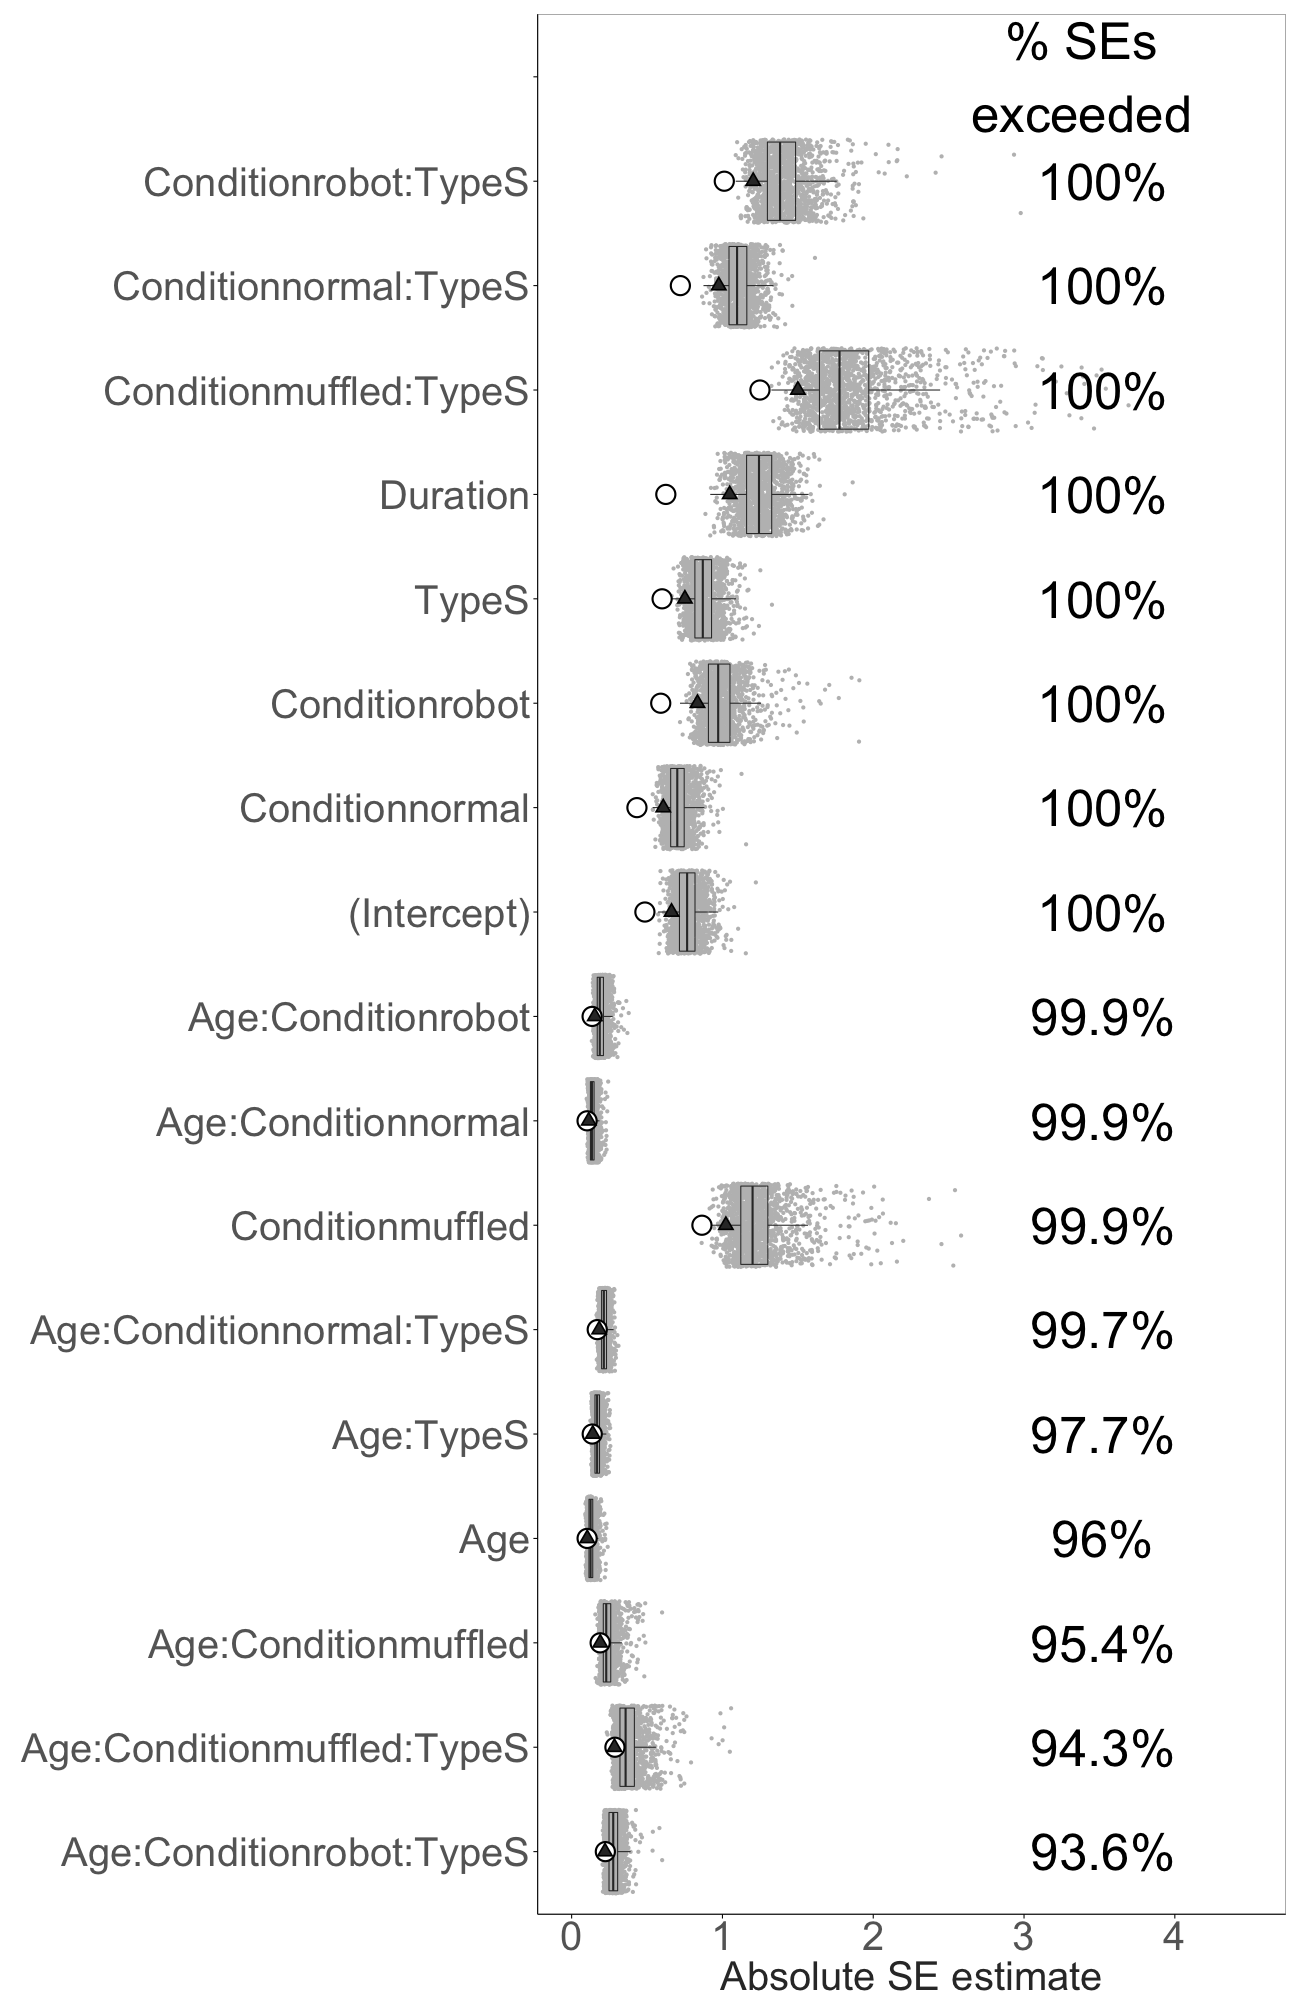 % SEs
exceeded
Conditionrobot:TypeS 100%
Conditionnormal:TypeS 100%
Conditionmuffled:TypeS 100%
Duration 100%
TypeS 100%
Conditionrobot 100%
Conditionnormal 100%
(Intercept) 100%
Age:Conditionrobot 99.9%
Age:Conditionnormal 99.9%
Conditionmuffled 99.9%
Age:Conditionnormal:TypeS 99.7%
Age:TypeS 97.7%
Age 96%
Age:Conditionmuffled 95.4%
Age:Conditionmuffled:TypeS 94.3%
Age:Conditionrobot:TypeS 93.6%
0 1 2 3 4
Absolute SE estimate